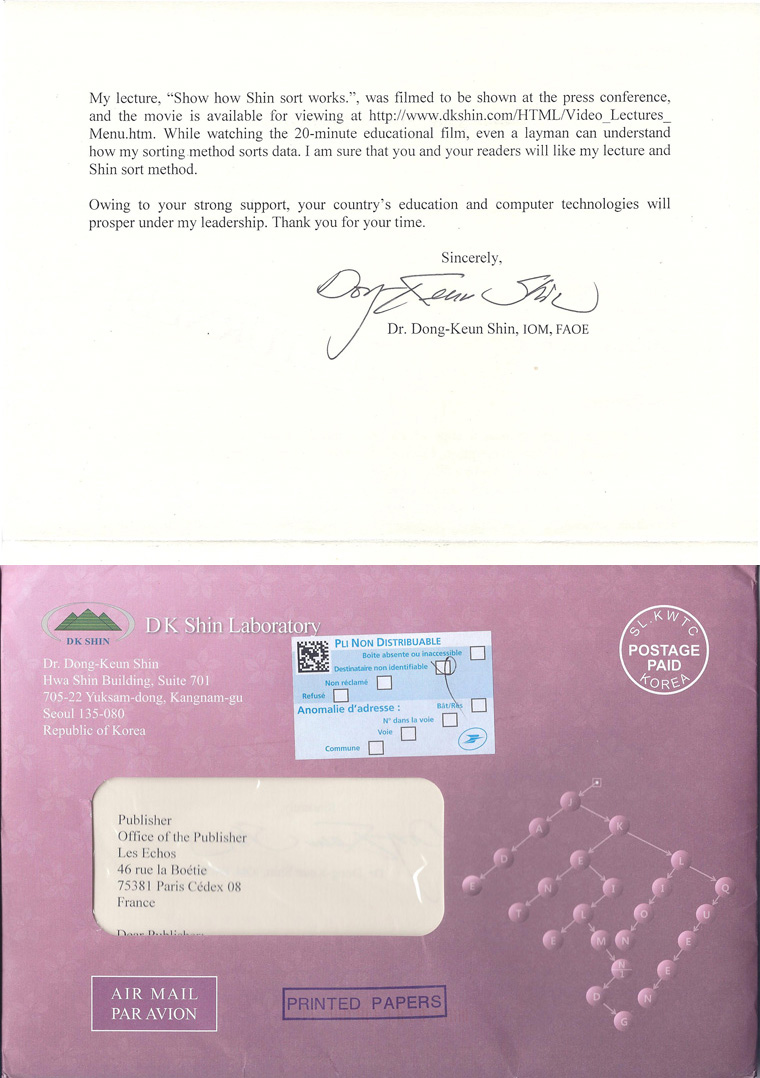 My lecture, “Show how Shin sort works.”, was filmed to be shown at the press conference,
and the movie is available for viewing at http://www.dkshin.com/HTML/Video_Lectures_
Menu.htm. While watching the 20-minute educational film, even a layman can understand
how my sorting method sorts data. I am sure that you and your readers will like my lecture and
Shin sort method.
Owing to your strong support, your country’s education and computer technologies will
prosper under my leadership. Thank you for your time.
Sincerely,
Dong-Keun Shin
Dr. Dong-Keun Shin, IOM, FAOE
DK SHIN
DK Shin Laboratory
Dr. Dong-Keun Shin
Hwa Shin Building, Suite 701
705-22 Yuksam-dong, Kangnam-gu
Seoul 135-080
Republic of Korea
PLI NON DISTRIBUABLE
Boîte absente ou inaccessible
Destinataire non identifiable
Non réclamé
Refusé
Anomalie d’adresse :
Bât/Rés
N° dans la voie
Voie
Commune
SL.KWTC
POSTAGE
PAID
KOREA
Publisher
Office of the Publisher
Les Echos
46 rue la Boétie
75381 Paris Cédex 08
France
Dear Publisher:
J
A K
D E L
E N I I Q
L O U
E M N E
N E
D N
G
AIR MAIL
PAR AVION
PRINTED PAPERS